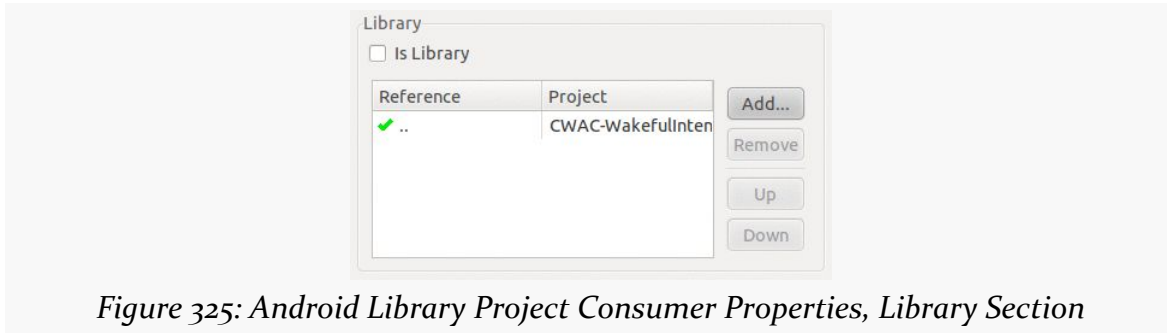 Library
Is Library
Reference Project
.. CWAC-WakefulInten
Add...
Remove
Up
Down
Figure 325: Android Library Project Consumer Properties, Library Section